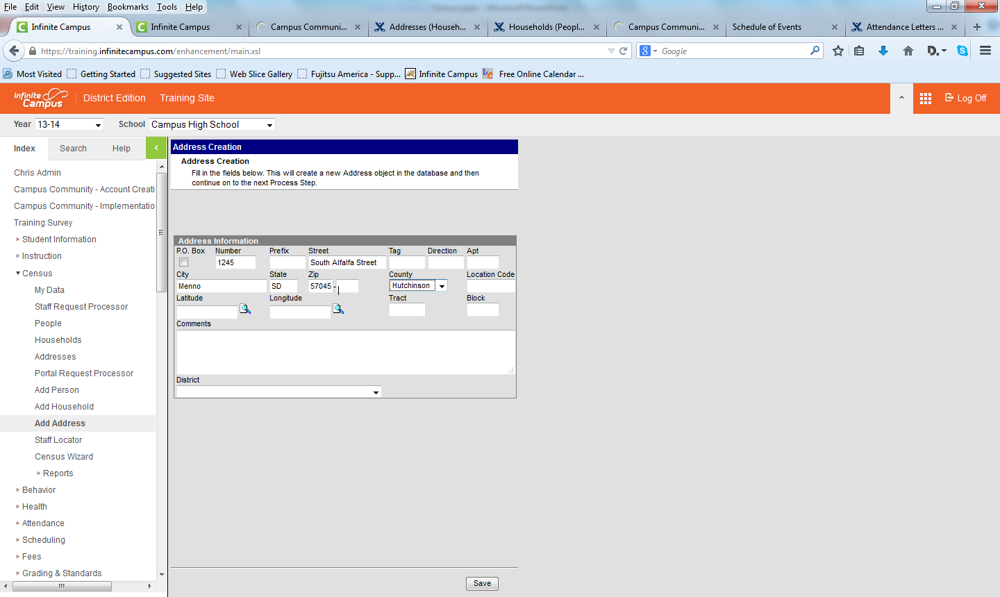 File Edit View History Bookmarks Tools Help
Infinite Campus Infinite Campus Campus Communi... Addresses (Househ... Households (Peopl... Campus Communi... Schedule of Events Attendance Letters ...
https://training.infinitecampus.com/enhancement/main.xsl Google
Most Visited Getting Started Suggested Sites Web Slice Gallery Fujitsu America - Supp... Infinite Campus Free Online Calendar ...
Infinite Campus District Edition Training Site Log Off
Year 13-14 School Campus High School
Index Search Help
Chris Admin
Campus Community - Account Creati
Campus Community - Implementatio
Training Survey
Student Information
Instruction
Census
My Data
Staff Request Processor
People
Households
Addresses
Portal Request Processor
Add Person
Add Household
Add Address
Staff Locator
Census Wizard
Reports
Behavior
Health
Attendance
Scheduling
Fees
Grading & Standards
Address Creation
Address Creation
Fill in the fields below. This will create a new Address object in the database and then
continue on to the next Process Step.
Address Information
P.O. Box Number Prefix Street Tag Direction Apt
1245 South Alfalfa Street
City State Zip County Location Code
Menno SD 57045 - Hutchinson
Latitude Longitude Tract Block
Comments
District
Save